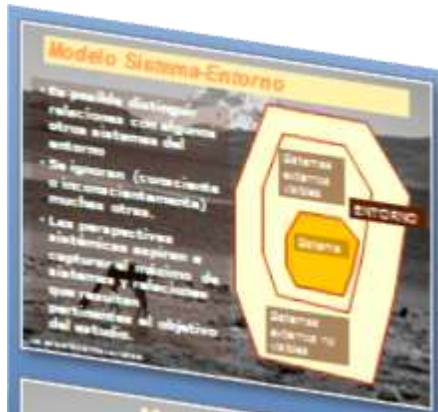 Modelo Sistema-Entorno
• Es posible distinguir
relaciones con algunos
otros sistemas del
entorno
• Se ignoran (consciente
o inconscientemente)
muchos otros.
• Las perspectivas
sistémicas aspiran a
capturar el máximo de
sistemas y relaciones
que resulten
pertinentes al objetivo
del estudio.
Sistemas
externos
visibles
ENTORNO
Sistema
Sistemas
externos no
visibles